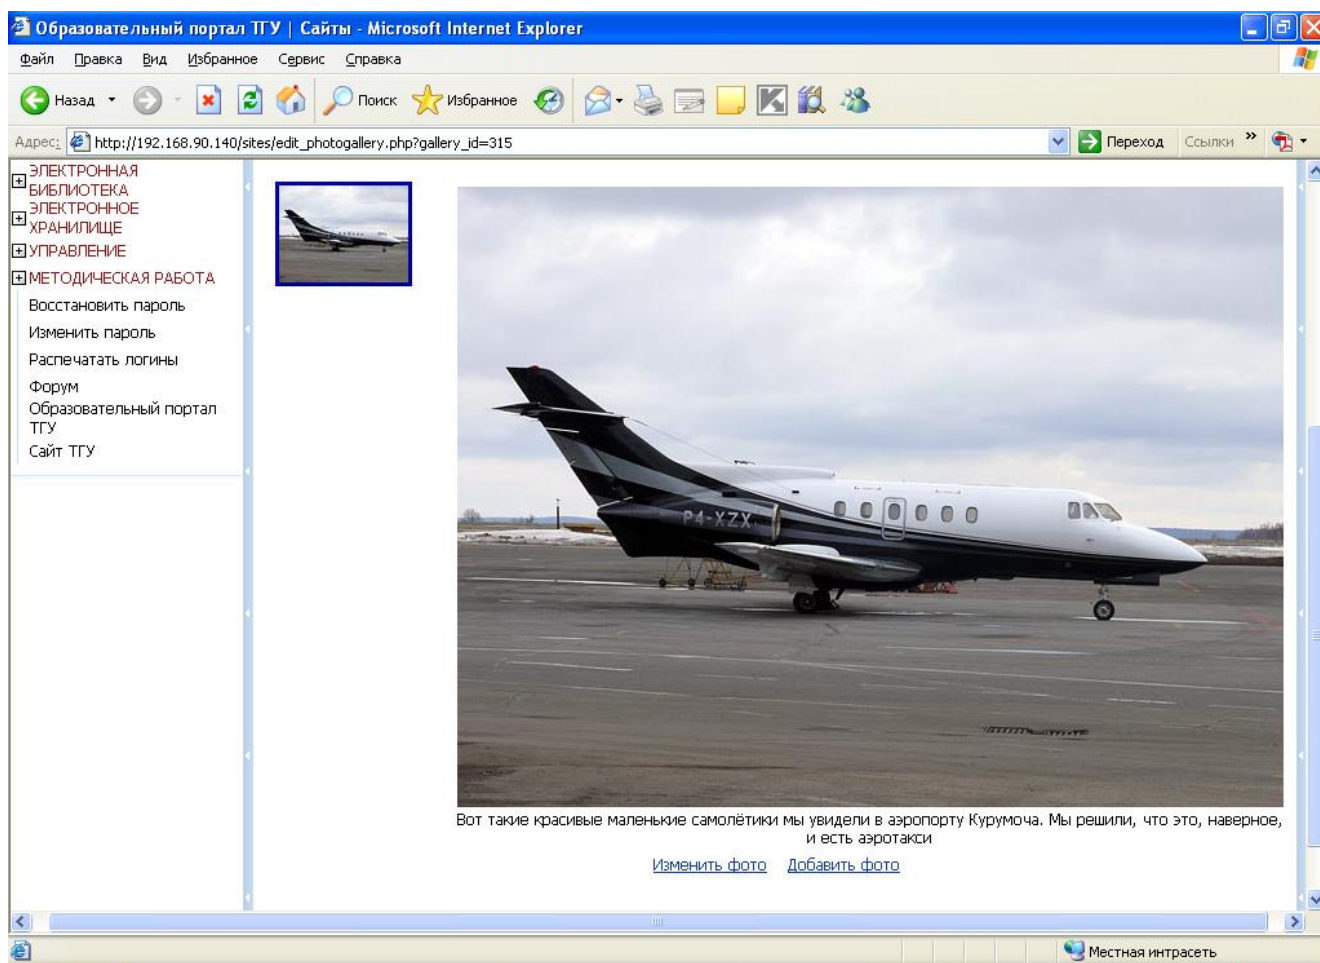 Образовательный портал ТГУ | Сайты - Microsoft Internet Explorer
Файл Правка Вид Избранное Сервис Справка
Назад Поиск Избранное
Адрес: http://192.168.90.140/sites/edit_photogallery.php?gallery_id=315 Переход Ссылки »
ЭЛЕКТРОННАЯ
БИБЛИОТЕКА
ЭЛЕКТРОННОЕ
ХРАНИЛИЩЕ
УПРАВЛЕНИЕ
МЕТОДИЧЕСКАЯ РАБОТА
Восстановить пароль
Изменить пароль
Распечатать логины
Форум
Образовательный портал
ТГУ
Сайт ТГУ
P4-XZX
Вот такие красивые маленькие самолётики мы увидели в аэропорту Курумоча. Мы решили, что это, наверное,
и есть аэротакси
Изменить фото Добавить фото
Местная интрасеть